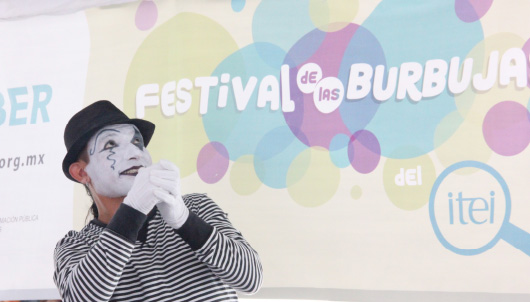 BER
org.mx
FESTIVAL DE LAS BURBUJAS
DEL
itei